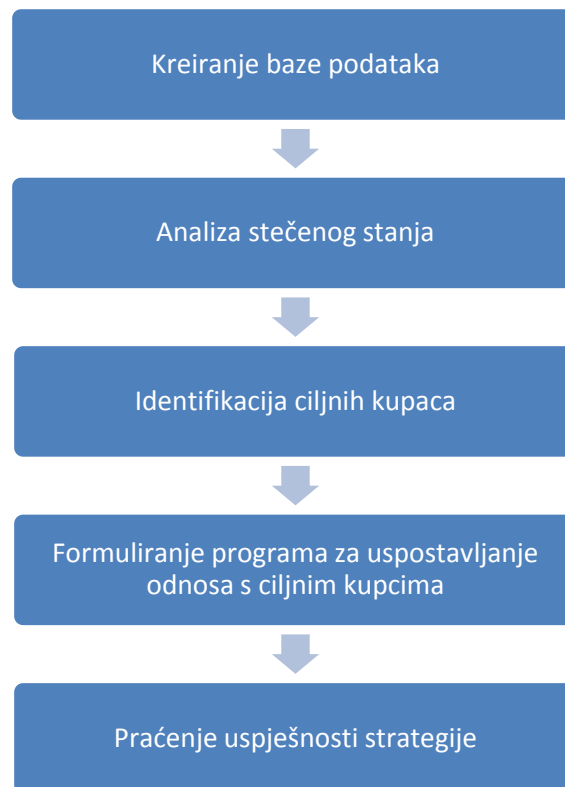 Kreiranje baze podataka
Analiza stečenog stanja
Identifikacija ciljnih kupaca
Formuliranje programa za uspostavljanje
odnosa s ciljnim kupcima
Praćenje uspješnosti strategije